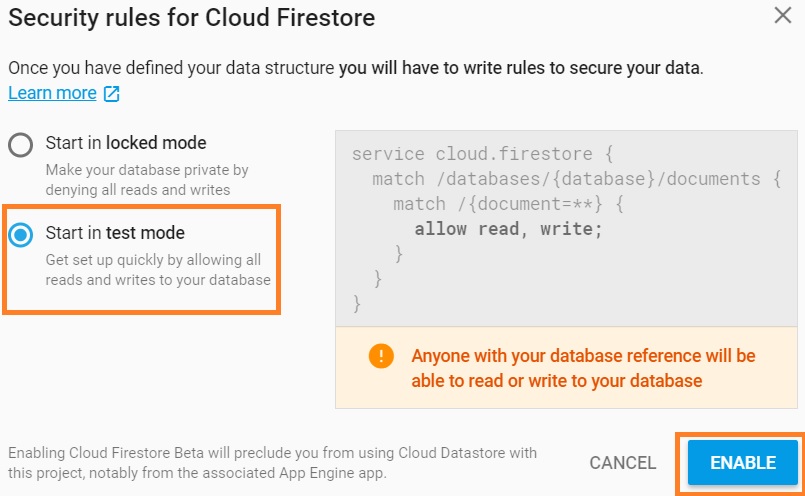 Security rules for Cloud Firestore
Once you have defined your data structure you will have to write rules to secure your data.
Learn more
Start in locked mode
Make your database private by
denying all reads and writes
Start in test mode
Get set up quickly by allowing all
reads and writes to your database
service cloud.firestore {
  match /databases/{database}/documents {
    match /{document=**} {
      allow read, write;
    }
  }
}
Anyone with your database reference will be
able to read or write to your database
Enabling Cloud Firestore Beta will preclude you from using Cloud Datastore with
this project, notably from the associated App Engine app.
CANCEL
ENABLE